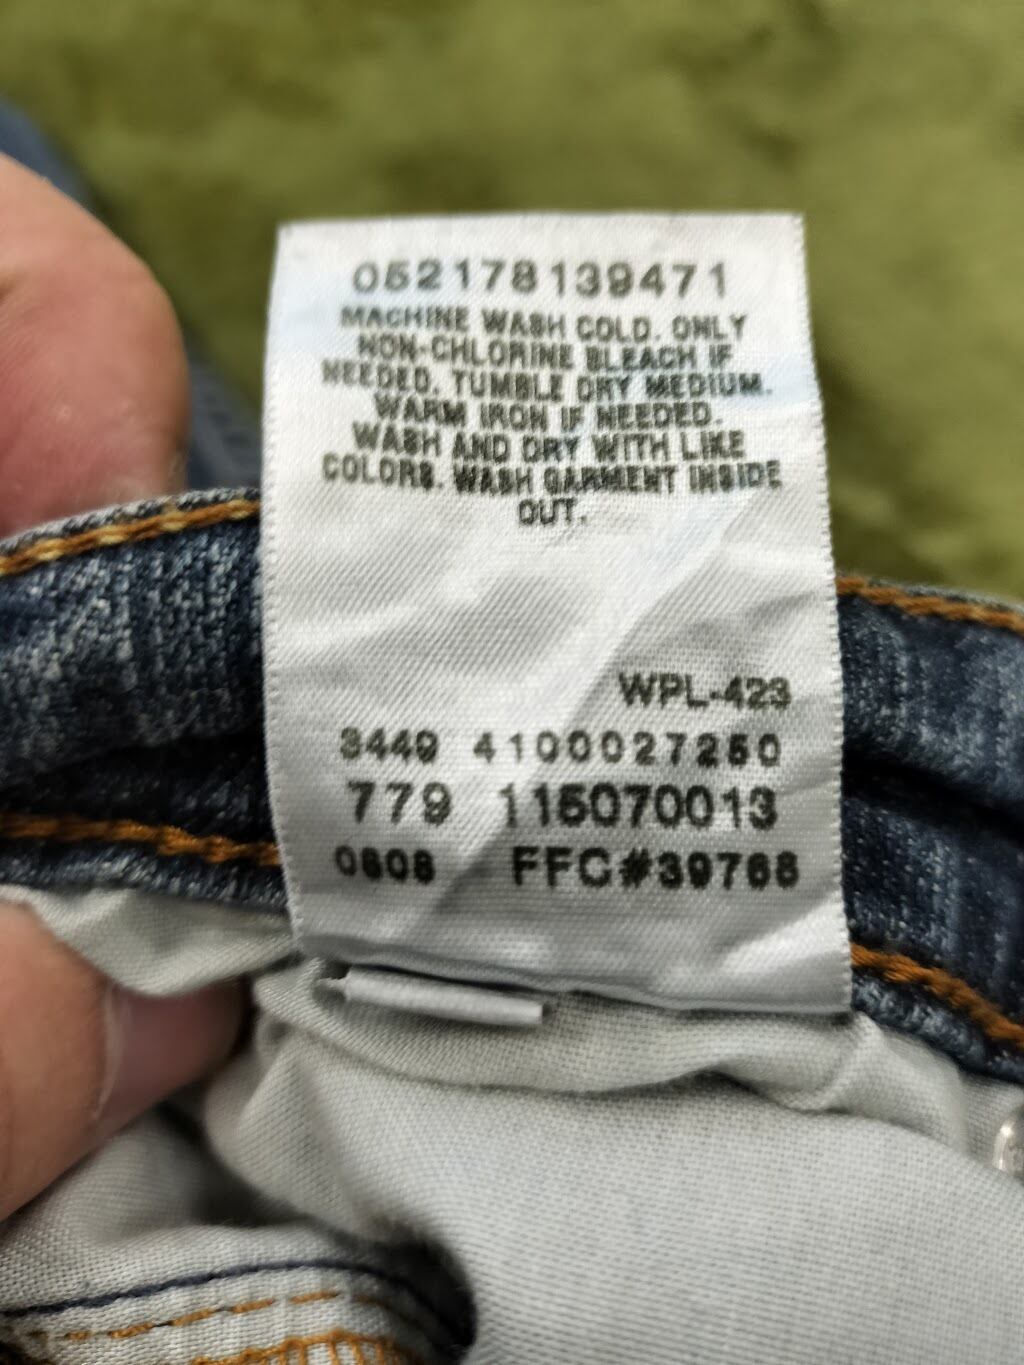 052178139471
MACHINE WASH COLD. ONLY
NON-CHLORINE BLEACH IF
NEEDED. TUMBLE DRY MEDIUM.
WARM IRON IF NEEDED.
WASH AND DRY WITH LIKE
COLORS. WASH GARMENT INSIDE
OUT.
WPL-423
3449 4100027250
779 115070013
0808 FFC#39768